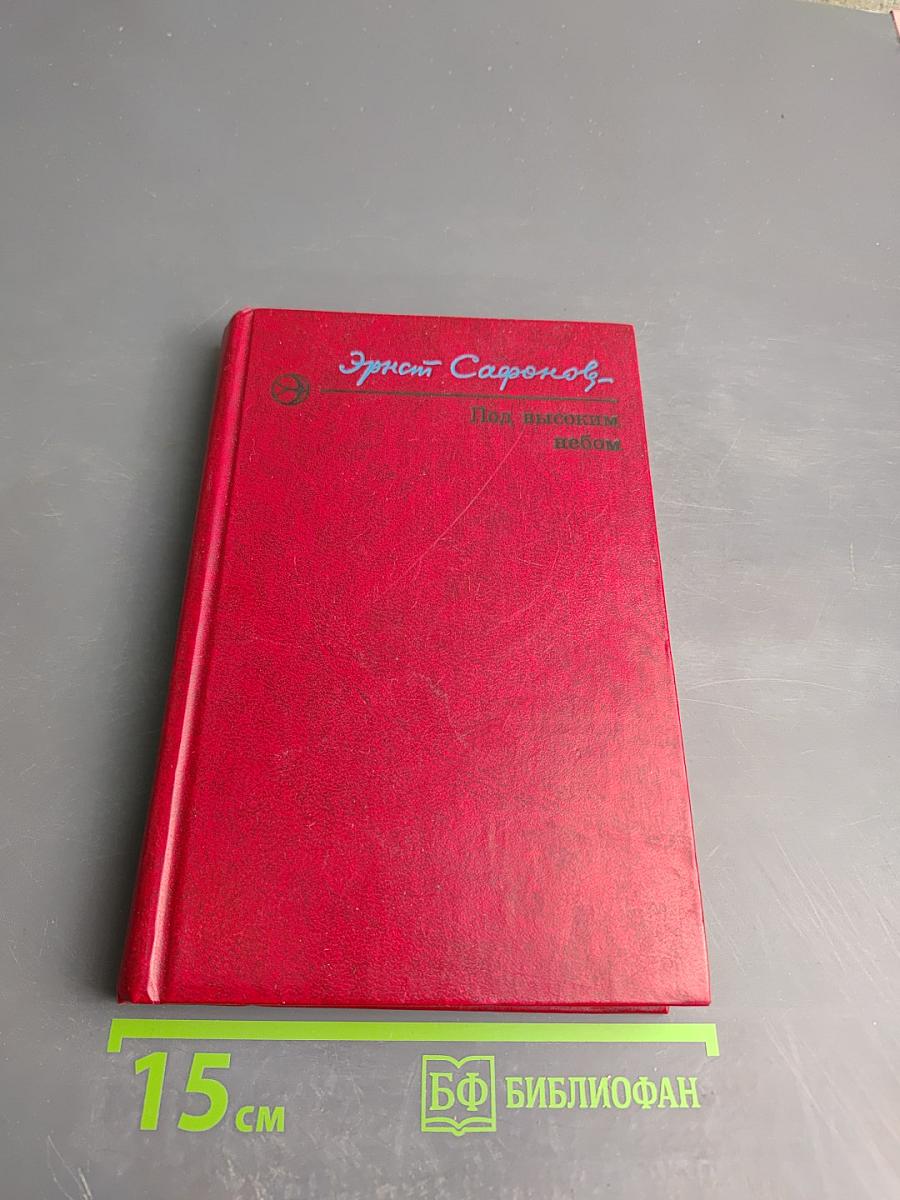 Эрнст Сафонов
Под высоким
небом
15 см
БФ БИБЛИОФАН